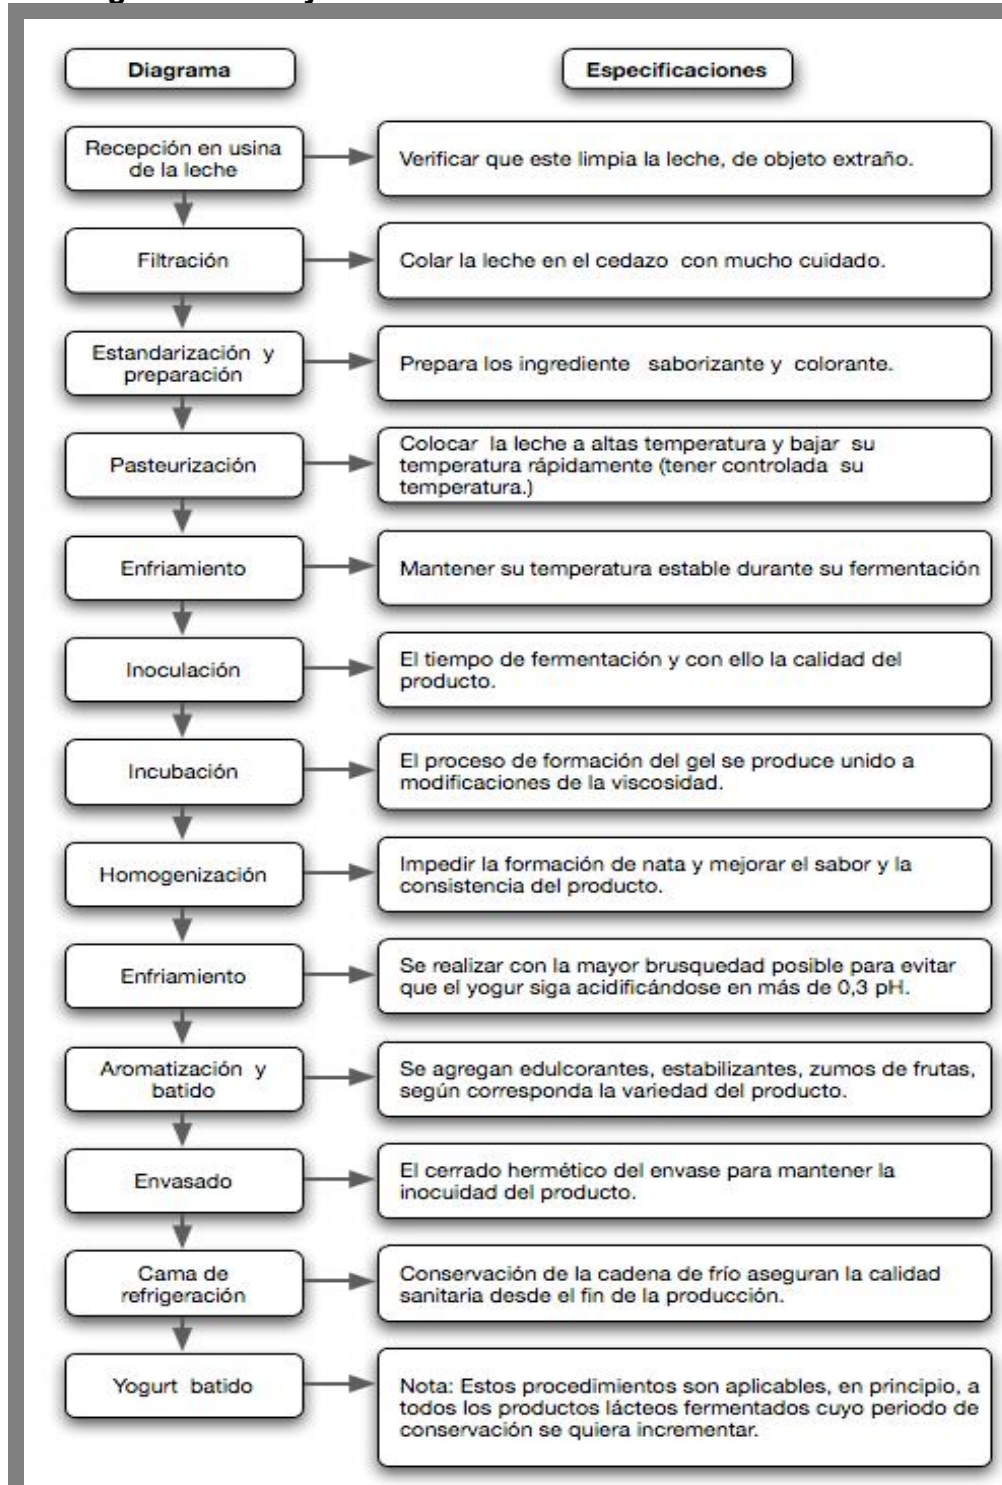 Diagrama
Especificaciones
Recepción en usina
de la leche
Verificar que este limpia la leche, de objeto extraño.
Filtración
Colar la leche en el cedazo con mucho cuidado.
Estandarización y
preparación
Prepara los ingrediente saborizante y colorante.
Pasteurización
Colocar la leche a altas temperatura y bajar su
temperatura rápidamente (tener controlada su
temperatura.)
Enfriamiento
Mantener su temperatura estable durante su fermentación
Inoculación
El tiempo de fermentación y con ello la calidad del
producto.
Incubación
El proceso de formación del gel se produce unido a
modificaciones de la viscosidad.
Homogenización
Impedir la formación de nata y mejorar el sabor y la
consistencia del producto.
Enfriamiento
Se realizar con la mayor brusquedad posible para evitar
que el yogur siga acidificándose en más de 0,3 pH.
Aromatización y
batido
Se agregan edulcorantes, estabilizantes, zumos de frutas,
según corresponda la variedad del producto.
Envasado
El cerrado hermético del envase para mantener la
inocuidad del producto.
Cama de
refrigeración
Conservación de la cadena de frío aseguran la calidad
sanitaria desde el fin de la producción.
Yogurt batido
Nota: Estos procedimientos son aplicables, en principio, a
todos los productos lácteos fermentados cuyo periodo de
conservación se quiera incrementar.